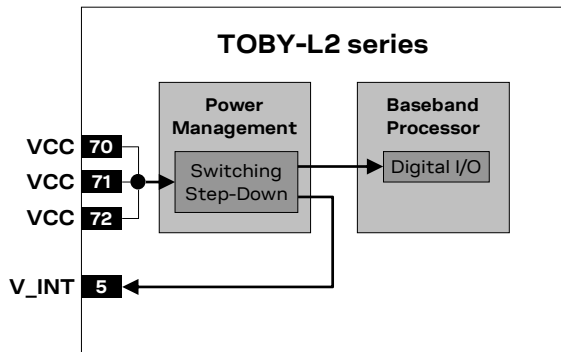 TOBY-L2 series
Power
Management
Baseband
Processor
VCC 70
VCC 71
VCC 72
Switching
Step-Down
Digital I/O
V_INT 5